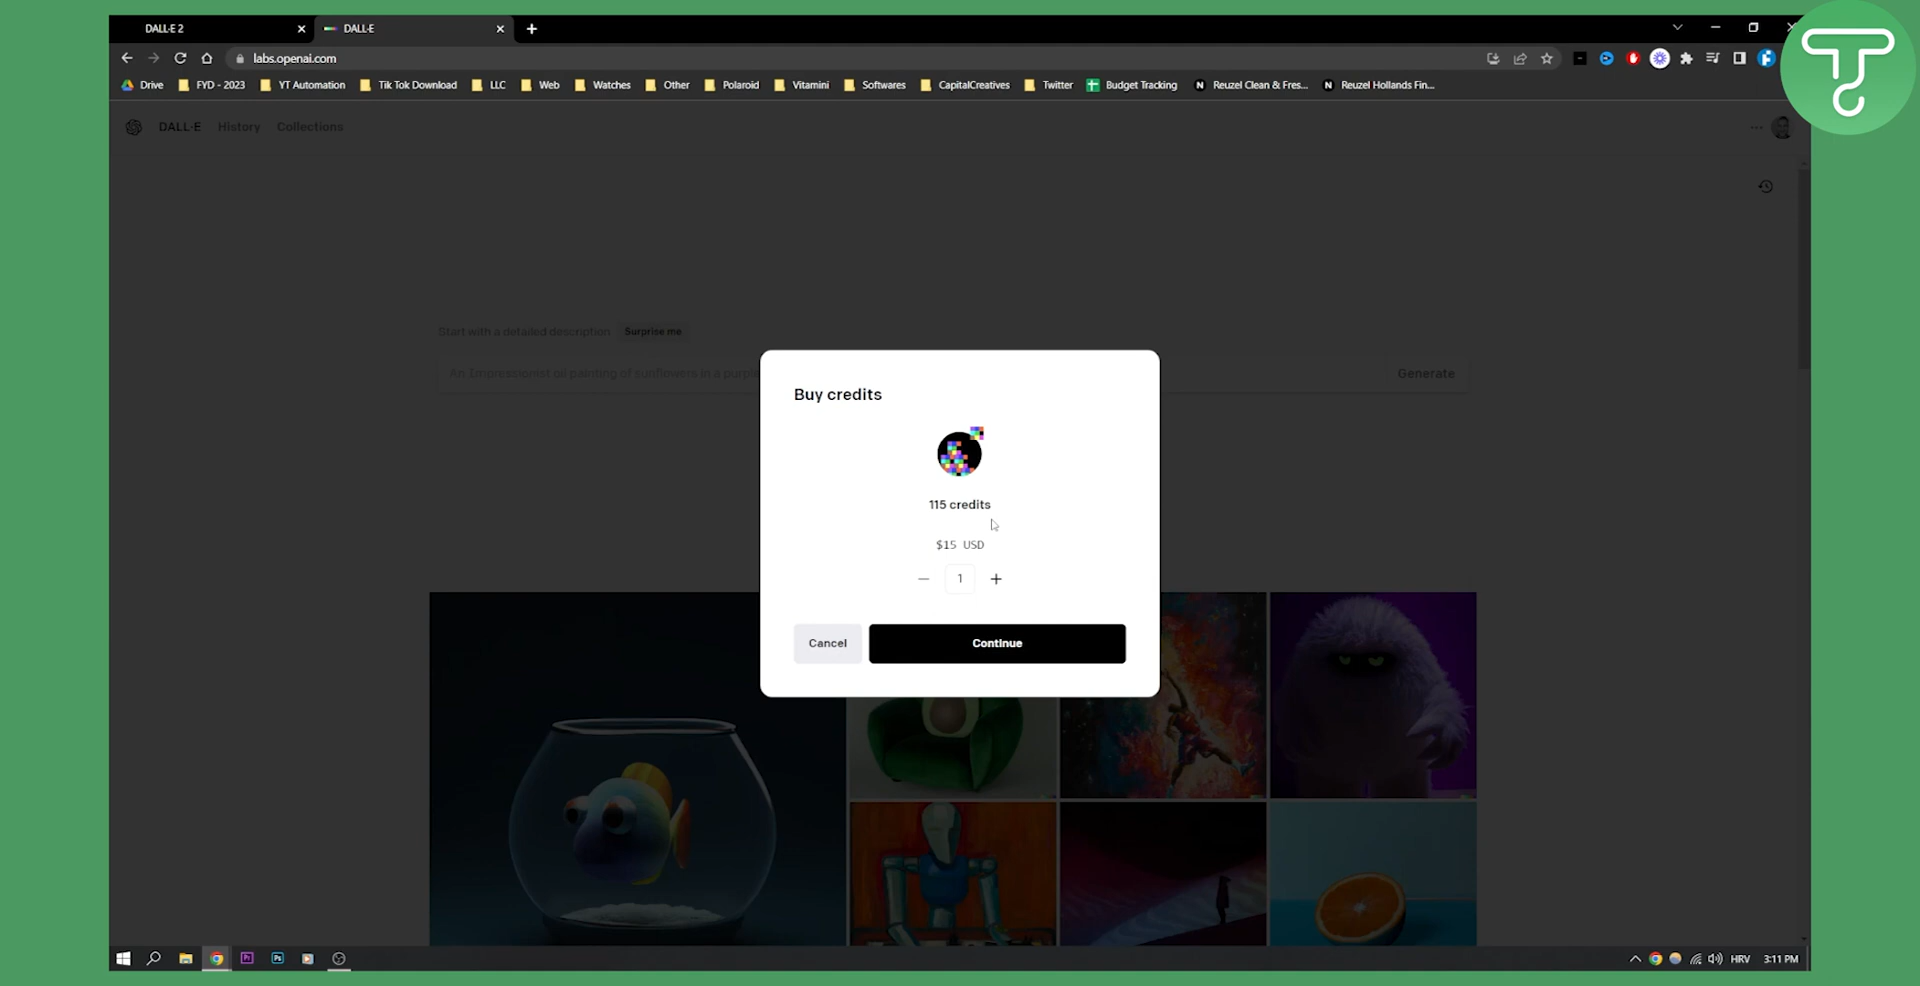 DALL·E 2
DALL·E
labs.openai.com
Drive FYD - 2023 YT Automation Tik Tok Download LLC Web Watches Other Polaroid Vitamini Softwares CapitalCreatives Twitter Budget Tracking Reuzel Clean & Fres... Reuzel Hollands Fin...
DALL·E History Collections
Start with a detailed description Surprise me
An Impressionist oil painting of sunflowers in a purple
Generate
Buy credits
115 credits
$15 USD
1
Cancel Continue
Pr Ps HRV 3:11 PM